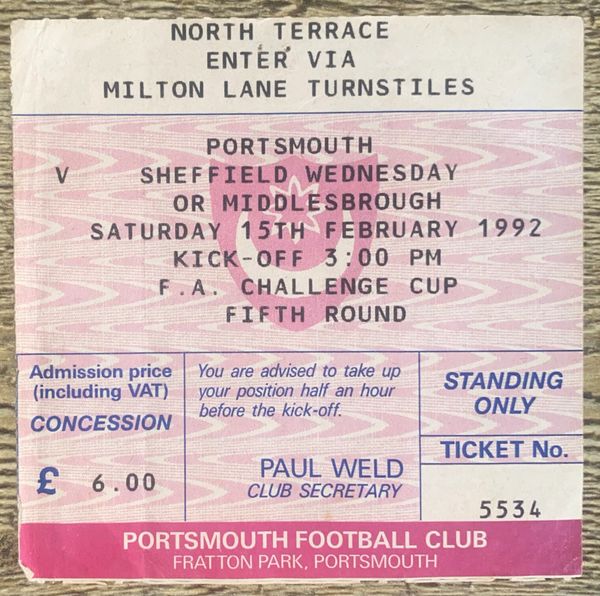 NORTH TERRACE
ENTER VIA
MILTON LANE TURNSTILES
PORTSMOUTH
V SHEFFIELD WEDNESDAY
OR MIDDLESBROUGH
SATURDAY 15TH FEBRUARY 1992
KICK-OFF 3:00 PM
F.A. CHALLENGE CUP
FIFTH ROUND
Admission price
(including VAT)
CONCESSION
£ 6.00
You are advised to take up
your position half an hour
before the kick-off.
PAUL WELD
CLUB SECRETARY
STANDING
ONLY
TICKET No.
5534
PORTSMOUTH FOOTBALL CLUB
FRATTON PARK, PORTSMOUTH